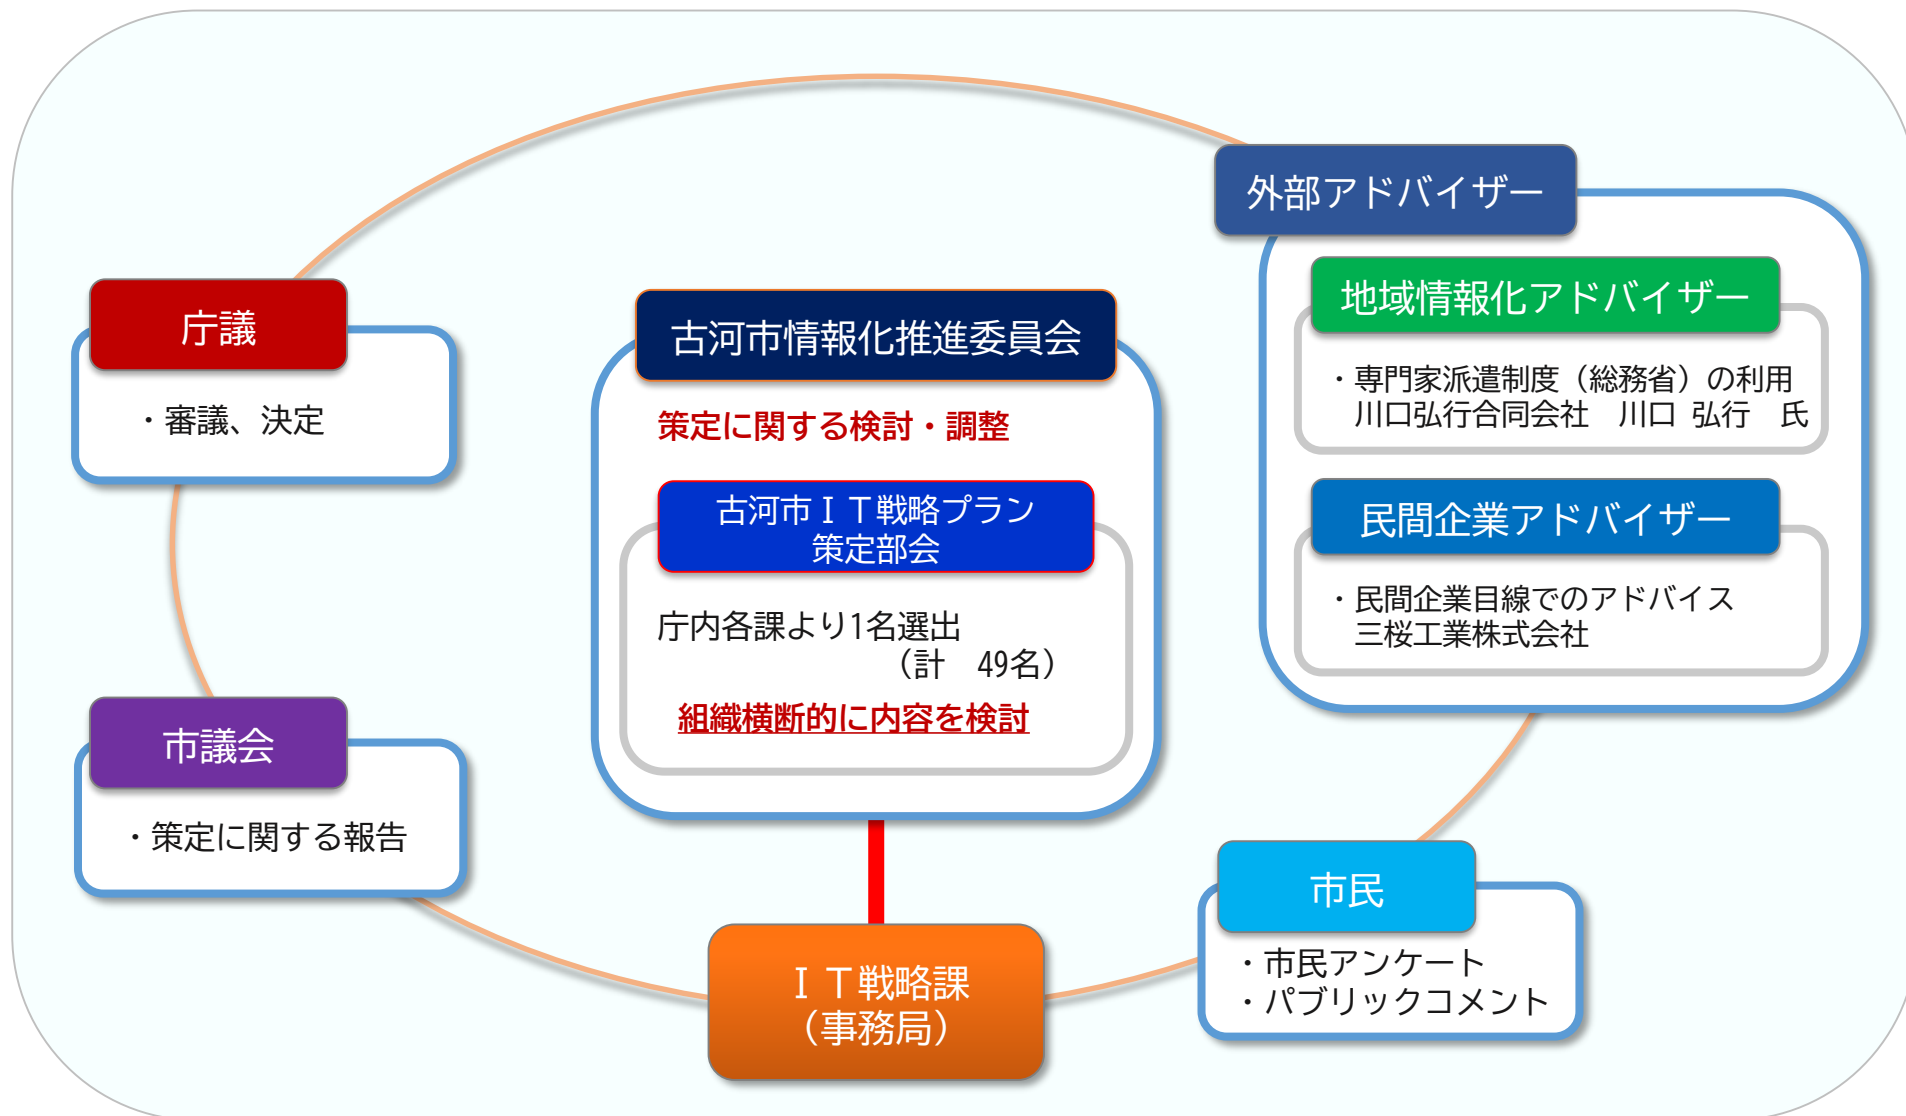 庁議
・審議、決定
市議会
・策定に関する報告
古河市情報化推進委員会
策定に関する検討・調整
古河市ＩＴ戦略プラン
策定部会
庁内各課より1名選出
（計　49名）
組織横断的に内容を検討
ＩＴ戦略課
（事務局）
外部アドバイザー
地域情報化アドバイザー
・専門家派遣制度（総務省）の利用
川口弘行合同会社　川口 弘行　氏
民間企業アドバイザー
・民間企業目線でのアドバイス
三桜工業株式会社
市民
・市民アンケート
・パブリックコメント